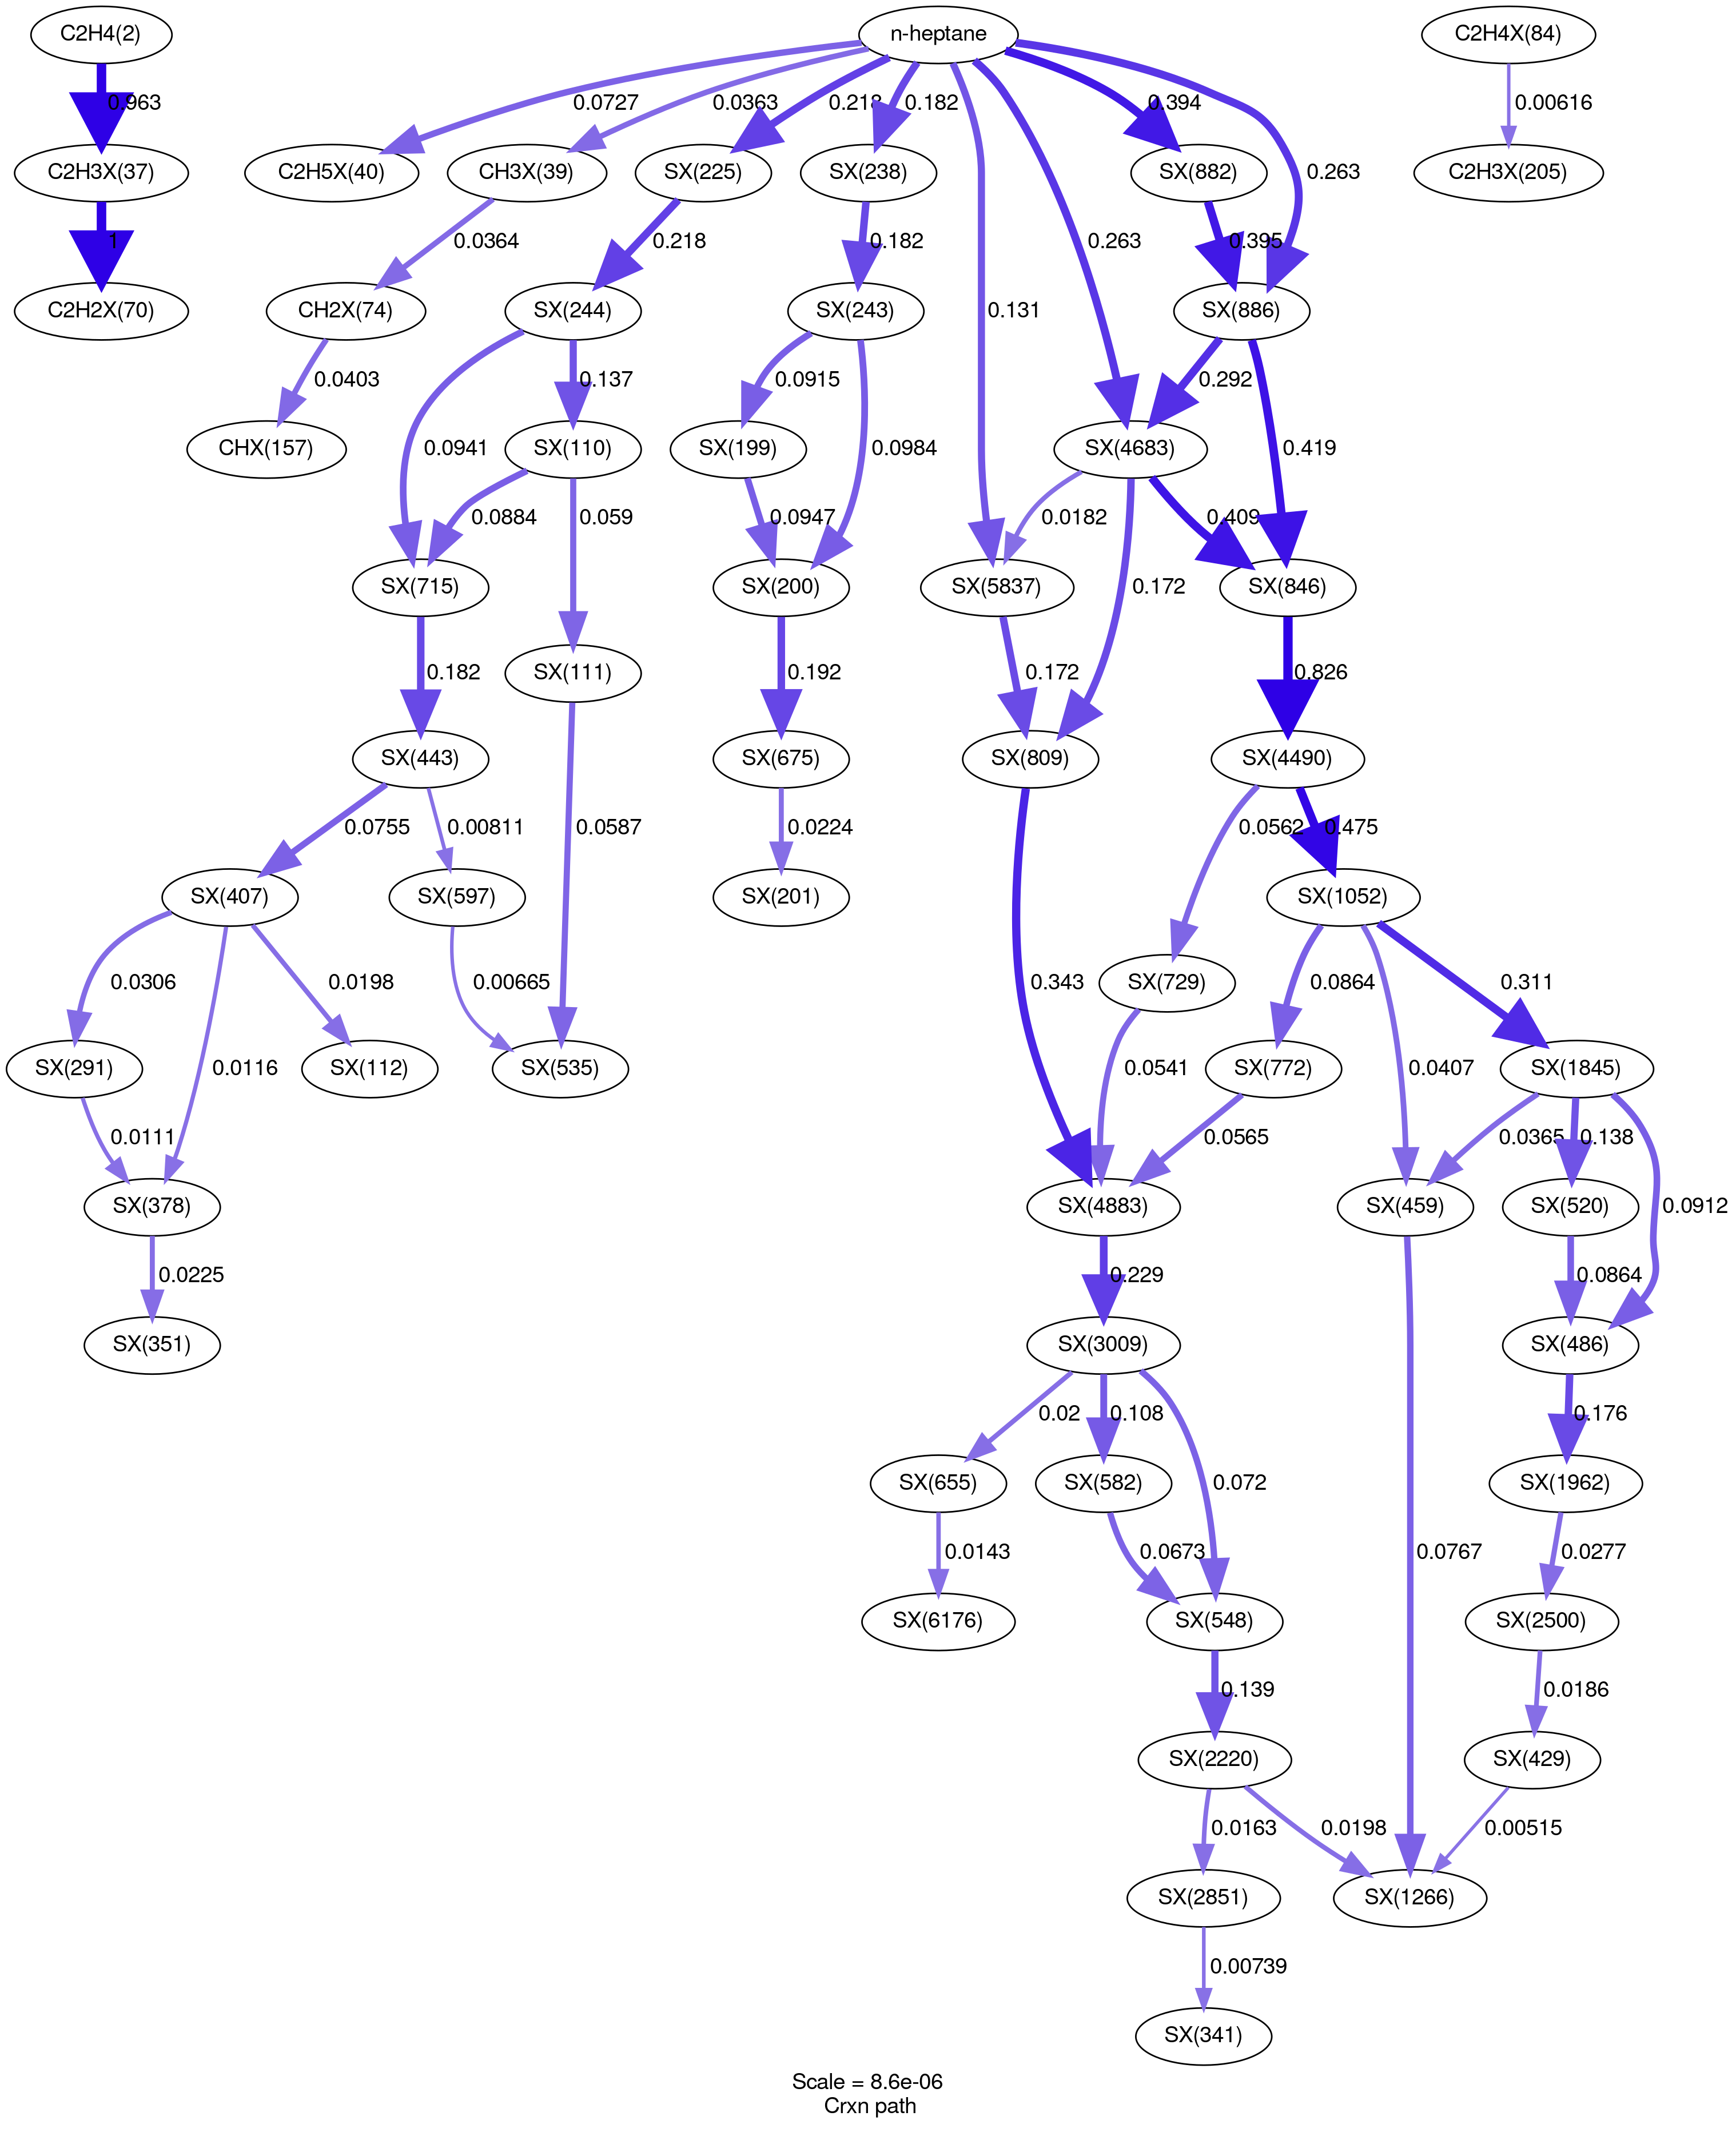 C2H4(2)
n-heptane
C2H4X(84)
0.963
0.0727
0.0363
0.218
0.182
0.394
0.00616
C2H3X(37)
C2H5X(40)
CH3X(39)
SX(225)
SX(238)
SX(882)
0.263
C2H3X(205)
1
0.0364
0.218
0.182
0.263
0.395
C2H2X(70)
CH2X(74)
SX(244)
SX(243)
0.131
SX(886)
0.0403
0.137
0.0915
0.292
CHX(157)
0.0941
SX(110)
SX(199)
0.0984
SX(4683)
0.419
0.0884
0.059
0.0947
0.0182
0.409
SX(715)
SX(200)
SX(5837)
0.172
SX(846)
0.182
SX(111)
0.192
0.172
0.826
SX(443)
SX(675)
SX(809)
SX(4490)
0.0755
0.00811
0.0587
0.0224
0.0562
0.475
SX(407)
SX(597)
SX(201)
SX(1052)
0.0306
0.0198
0.00665
0.343
SX(729)
0.0864
0.311
SX(291)
0.0116
SX(112)
SX(535)
0.0541
SX(772)
0.0407
SX(1845)
0.0111
0.0565
0.0365
0.138
SX(378)
SX(4883)
SX(459)
SX(520)
0.0912
0.0225
0.229
0.0864
SX(351)
SX(3009)
SX(486)
0.02
0.108
0.176
SX(655)
SX(582)
0.072
SX(1962)
0.0143
0.0673
0.0767
0.0277
SX(6176)
SX(548)
SX(2500)
0.139
0.0186
SX(2220)
SX(429)
0.0163
0.0198
0.00515
SX(2851)
SX(1266)
0.00739
SX(341)
Scale = 8.6e-06
Crxn path